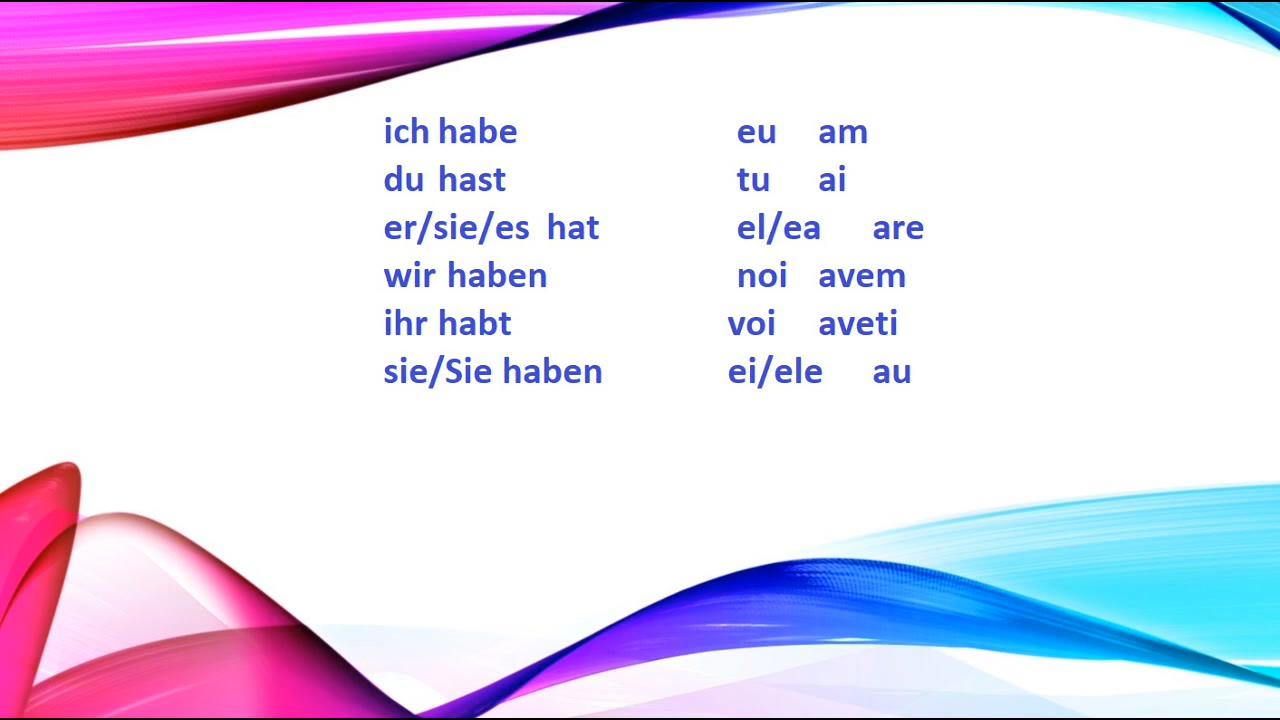 ich habe eu am
du hast tu ai
er/sie/es hat el/ea are
wir haben noi avem
ihr habt voi aveti
sie/Sie haben ei/ele au